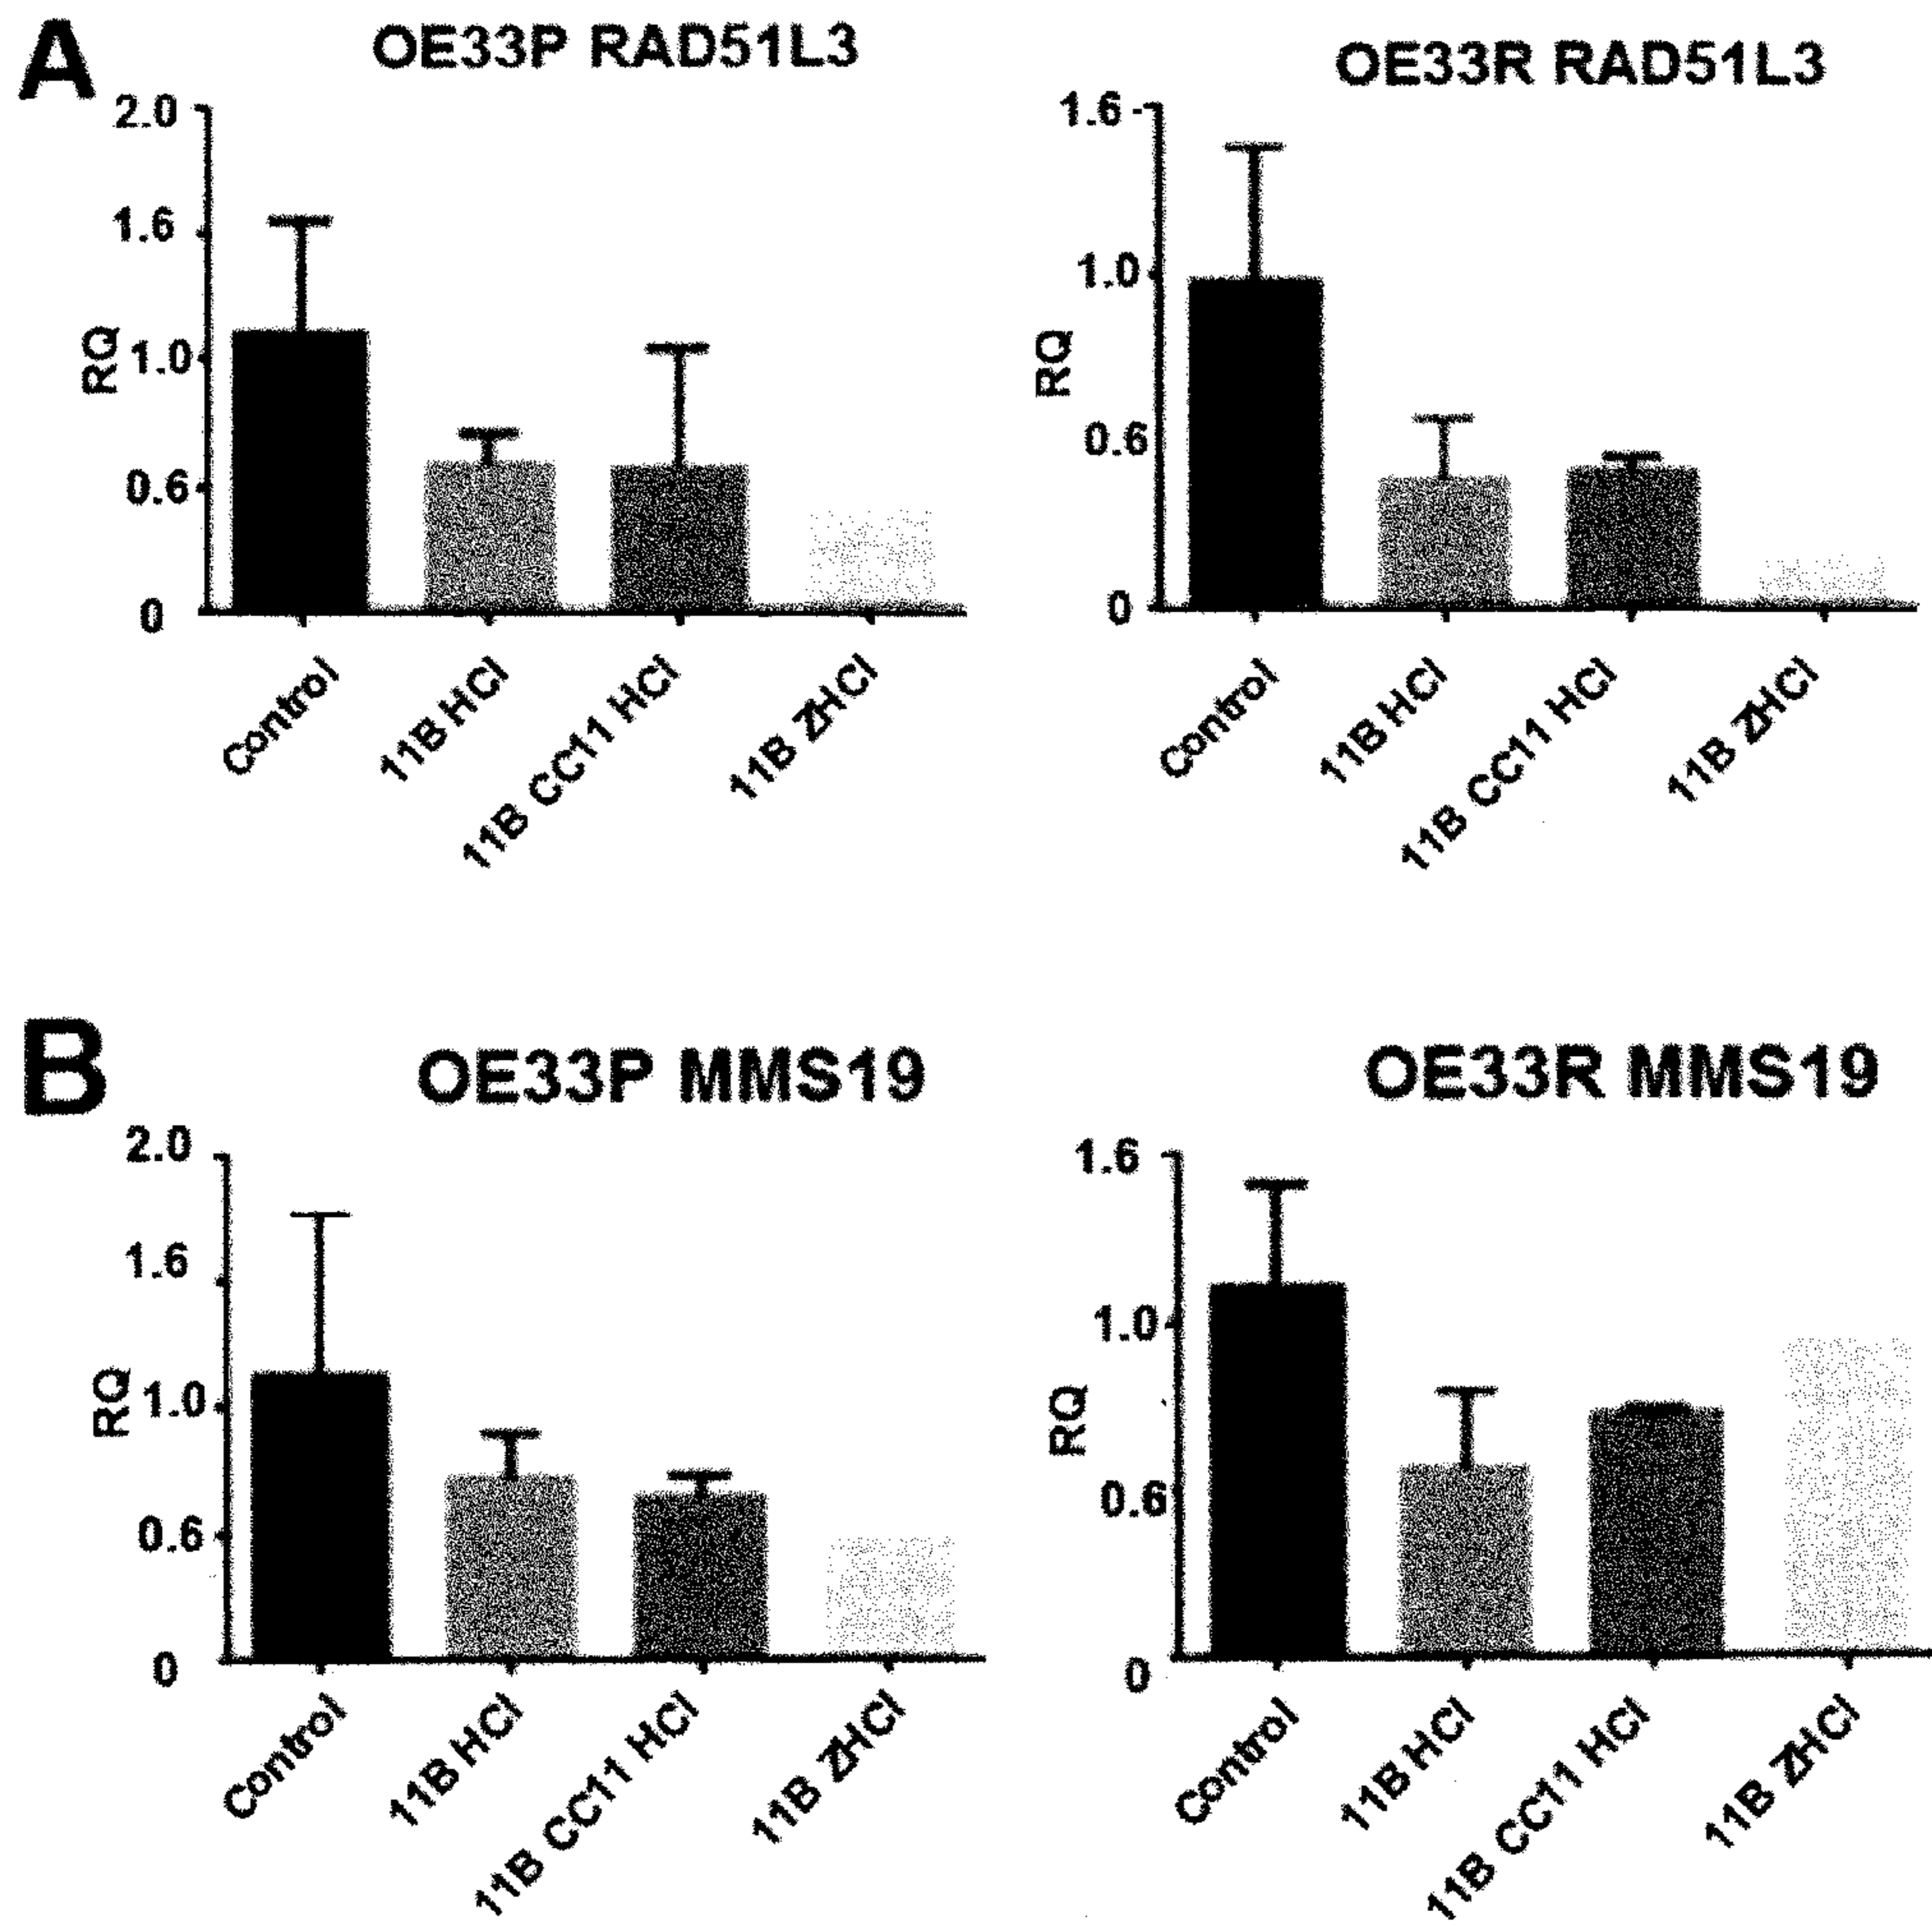 A
OE33P RAD51L3
2.0
1.6
1.0
0.6
0
RQ
Control
11B HCl
11B CC11 HCl
11B ZHCl
OE33R RAD51L3
1.6
1.0
0.6
0
RQ
Control
11B HCl
11B CC11 HCl
11B ZHCl
B
OE33P MMS19
2.0
1.6
1.0
0.6
0
RQ
Control
11B HCl
11B CC11 HCl
11B ZHCl
OE33R MMS19
1.6
1.0
0.6
0
RQ
Control
11B HCl
11B CC11 HCl
11B ZHCl